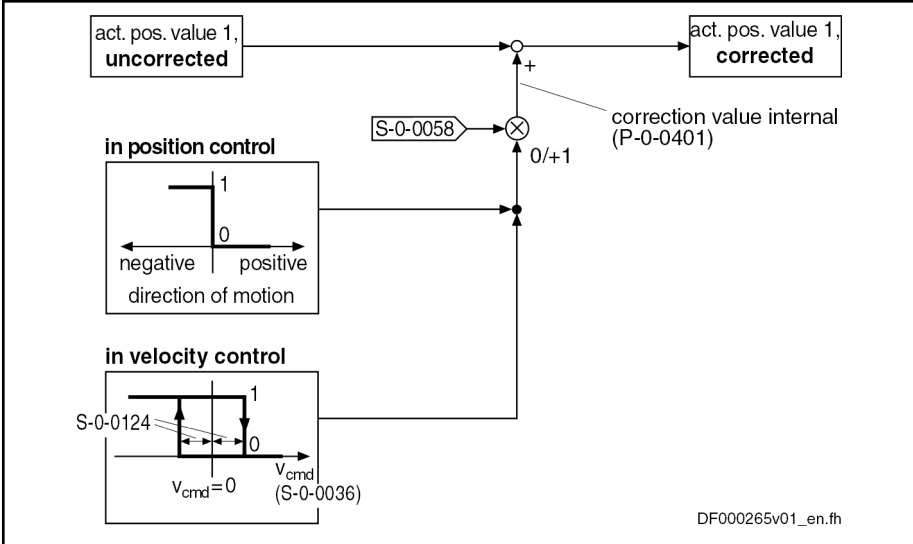 act. pos. value 1,
uncorrected
act. pos. value 1,
corrected
+
correction value internal
(P-0-0401)
S-0-0058
0/+1
in position control
1
0
negative
positive
direction of motion
in velocity control
1
S-0-0124
0
vcmd=0
vcmd
(S-0-0036)
DF000265v01_en.fh